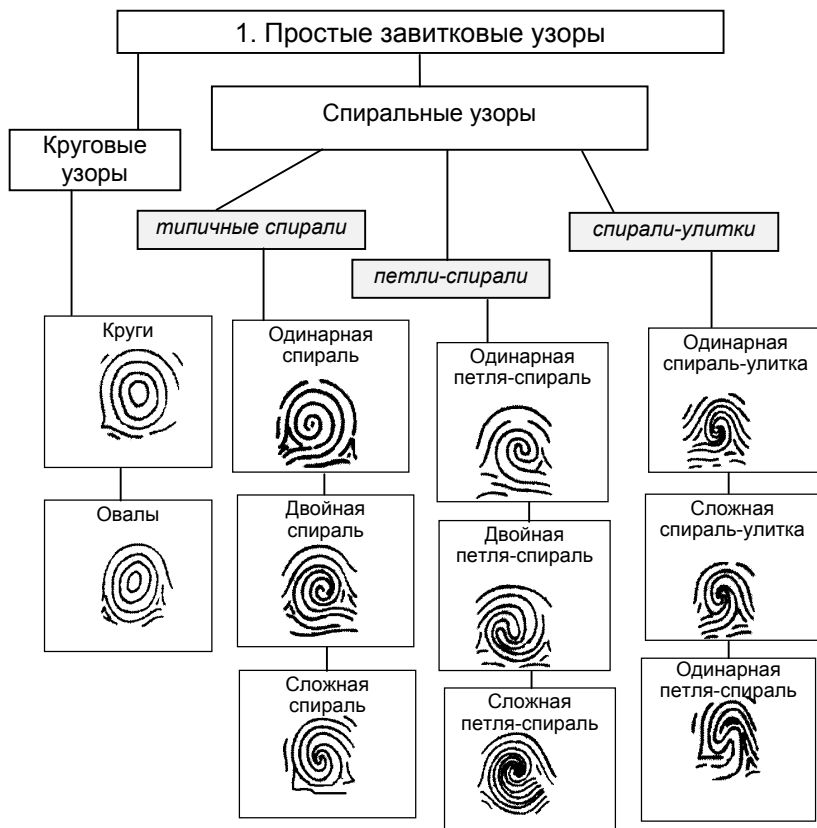 1. Простые завитковые узоры
Спиральные узоры
Круговые
узоры
типичные спирали
спирали-улитки
петли-спирали
Круги
Одинарная
спираль
Одинарная
петля-спираль
Одинарная
спираль-улитка
Овалы
Двойная
спираль
Двойная
петля-спираль
Сложная
спираль-улитка
Сложная
спираль
Сложная
петля-спираль
Одинарная
петля-спираль